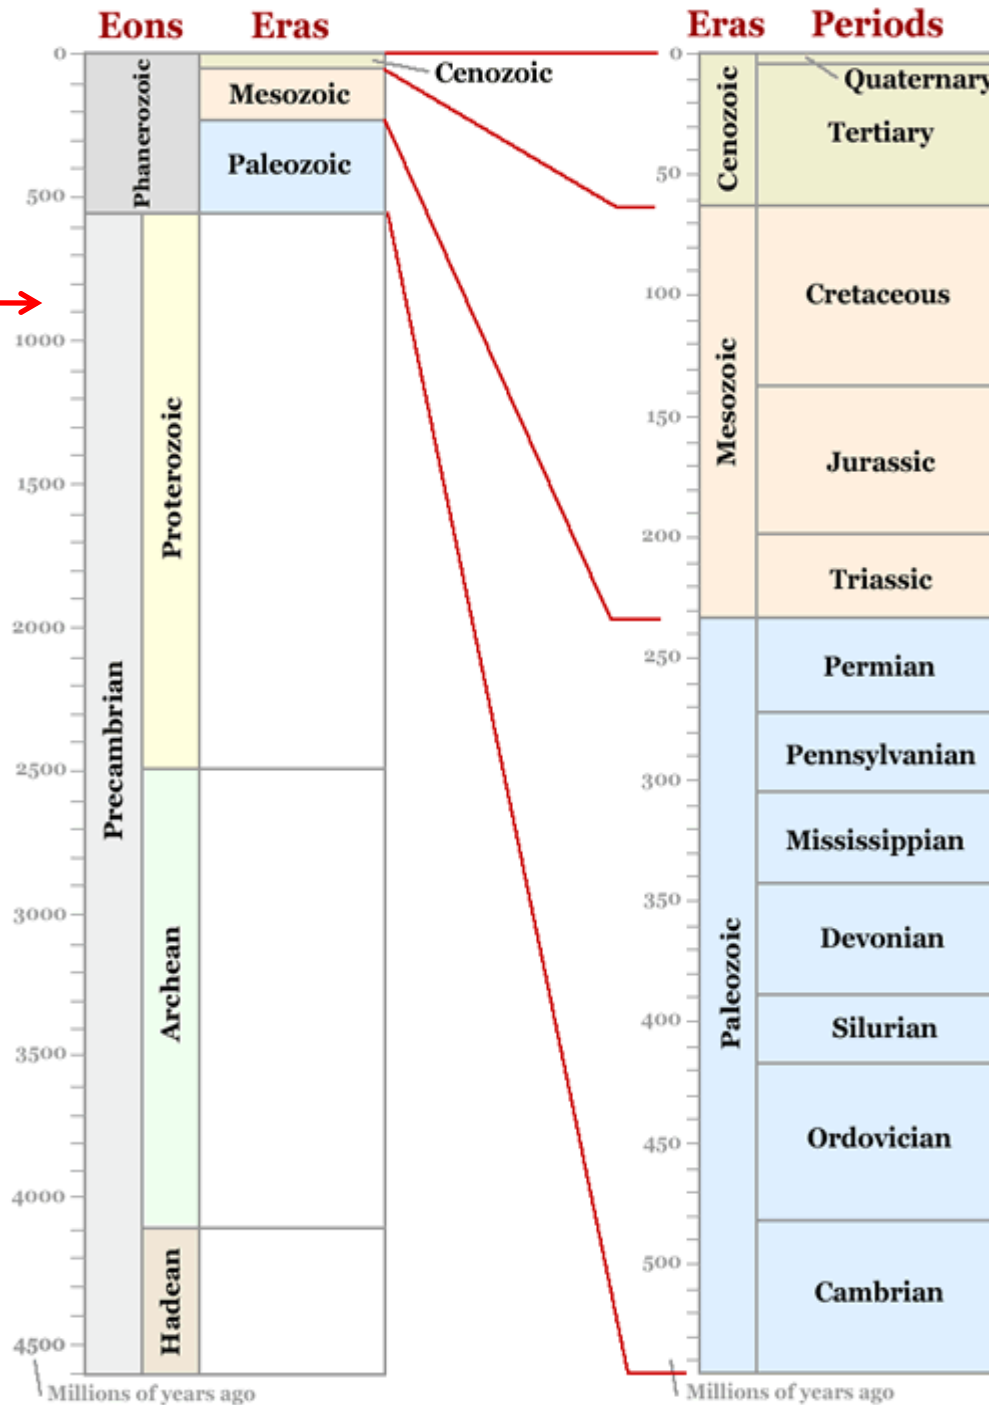 Eons Eras
0
500
1000
1500
2000
2500
3000
3500
4000
4500
Phanerozoic
Precambrian
Proterozoic
Archean
Hadean
Cenozoic
Mesozoic
Paleozoic
Millions of years ago
Eras Periods
0
50
100
150
200
250
300
350
400
450
500
Cenozoic
Mesozoic
Paleozoic
Quaternary
Tertiary
Cretaceous
Jurassic
Triassic
Permian
Pennsylvanian
Mississippian
Devonian
Silurian
Ordovician
Cambrian
Millions of years ago